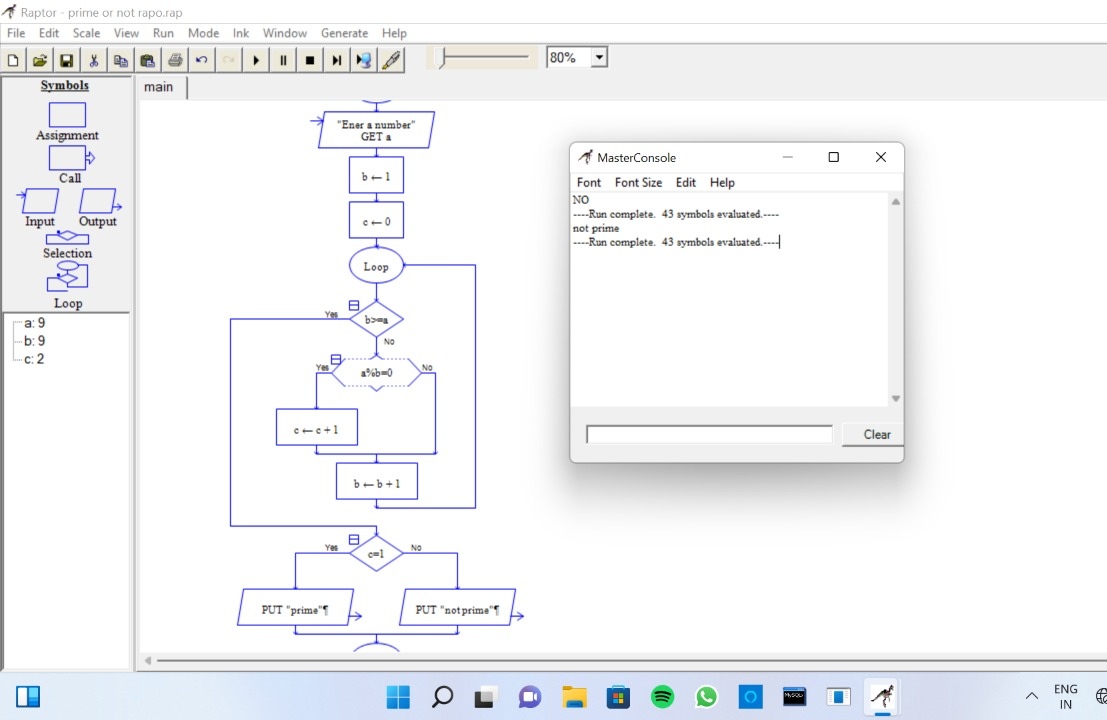 Raptor - prime or not rapo.rap
File Edit Scale View Run Mode Ink Window Generate Help
80%
Symbols
main
Assignment
Call
Input Output
Selection
Loop
a: 9
b: 9
c: 2
"Ener a number"
GET a
b ← 1
c ← 0
Loop
Yes
b>=a
No
Yes
a%b=0
No
c ← c + 1
b ← b + 1
Yes
c=1
No
PUT "prime"¶
PUT "not prime"¶
MasterConsole
Font Font Size Edit Help
NO
----Run complete. 43 symbols evaluated.----
not prime
----Run complete. 43 symbols evaluated.----
Clear
MySQL
ENG
IN